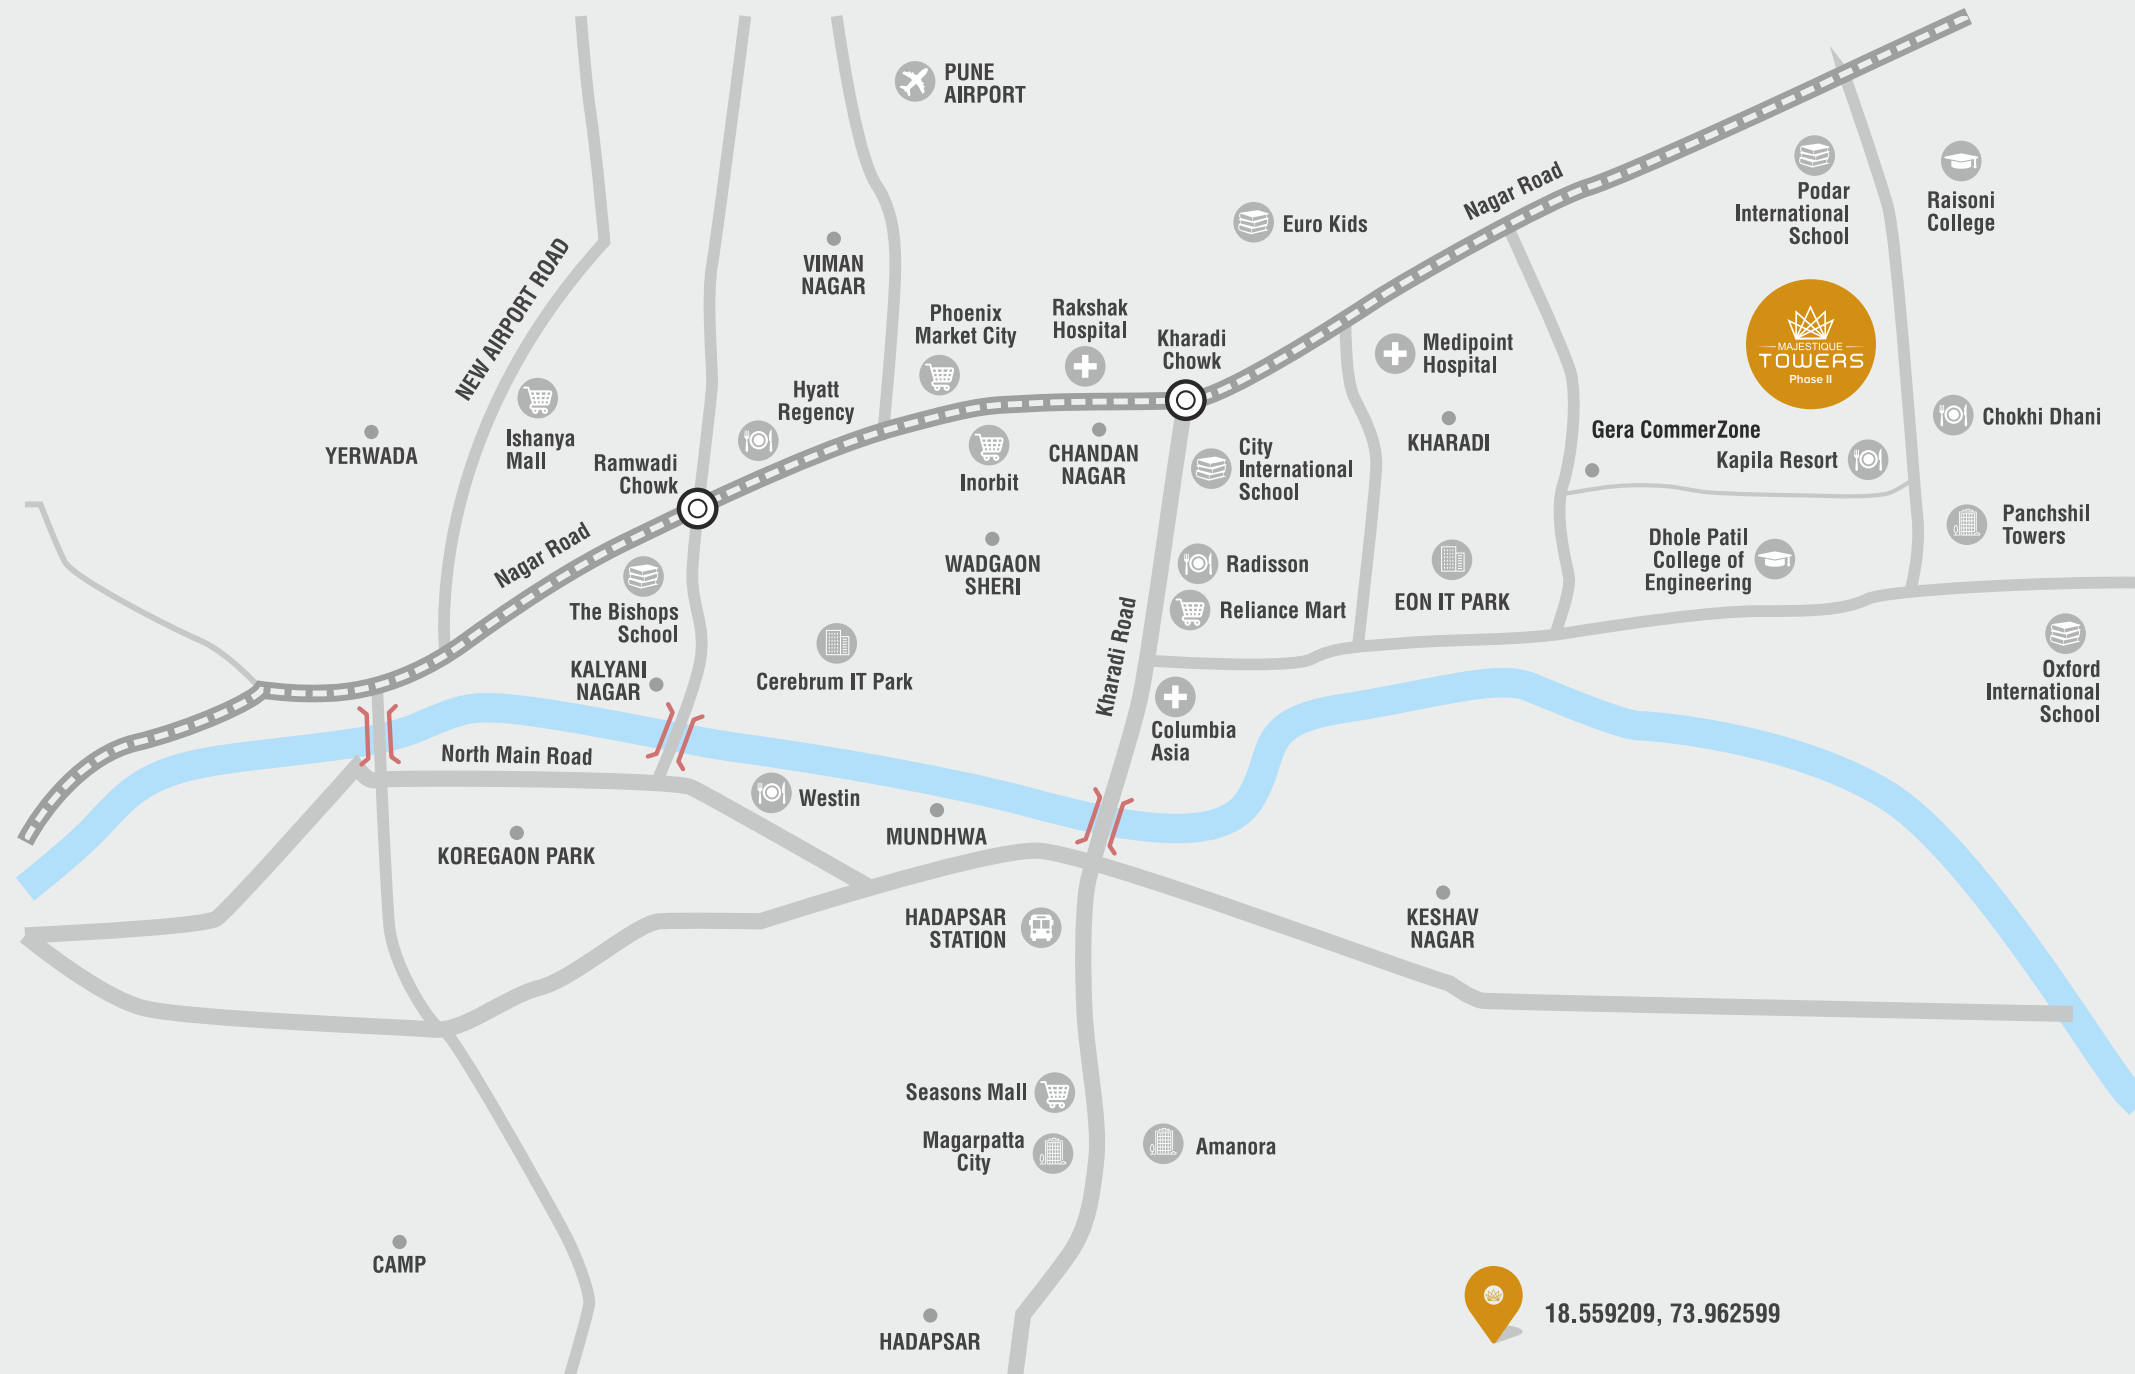 PUNE
AIRPORT
Nagar Road
Podar
International
School
Raisoni
College
Euro Kids
NEW AIRPORT ROAD
VIMAN
NAGAR
Phoenix
Market City
Rakshak
Hospital
Kharadi
Chowk
Medipoint
Hospital
MAJESTIQUE
TOWERS
Phase II
Hyatt
Regency
Ishanya
Mall
YERWADA
Ramwadi
Chowk
Inorbit
CHANDAN
NAGAR
City
International
School
KHARADI
Gera CommerZone
Kapila Resort
Chokhi Dhani
Panchshil
Towers
Nagar Road
WADGAON
SHERI
Radisson
Reliance Mart
EON IT PARK
Dhole Patil
College of
Engineering
The Bishops
School
KALYANI
NAGAR
Cerebrum IT Park
Kharadi Road
Columbia
Asia
Oxford
International
School
North Main Road
Westin
MUNDHWA
KOREGAON PARK
HADAPSAR
STATION
KESHAV
NAGAR
Seasons Mall
Magarpatta
City
Amanora
CAMP
HADAPSAR
18.559209, 73.962599